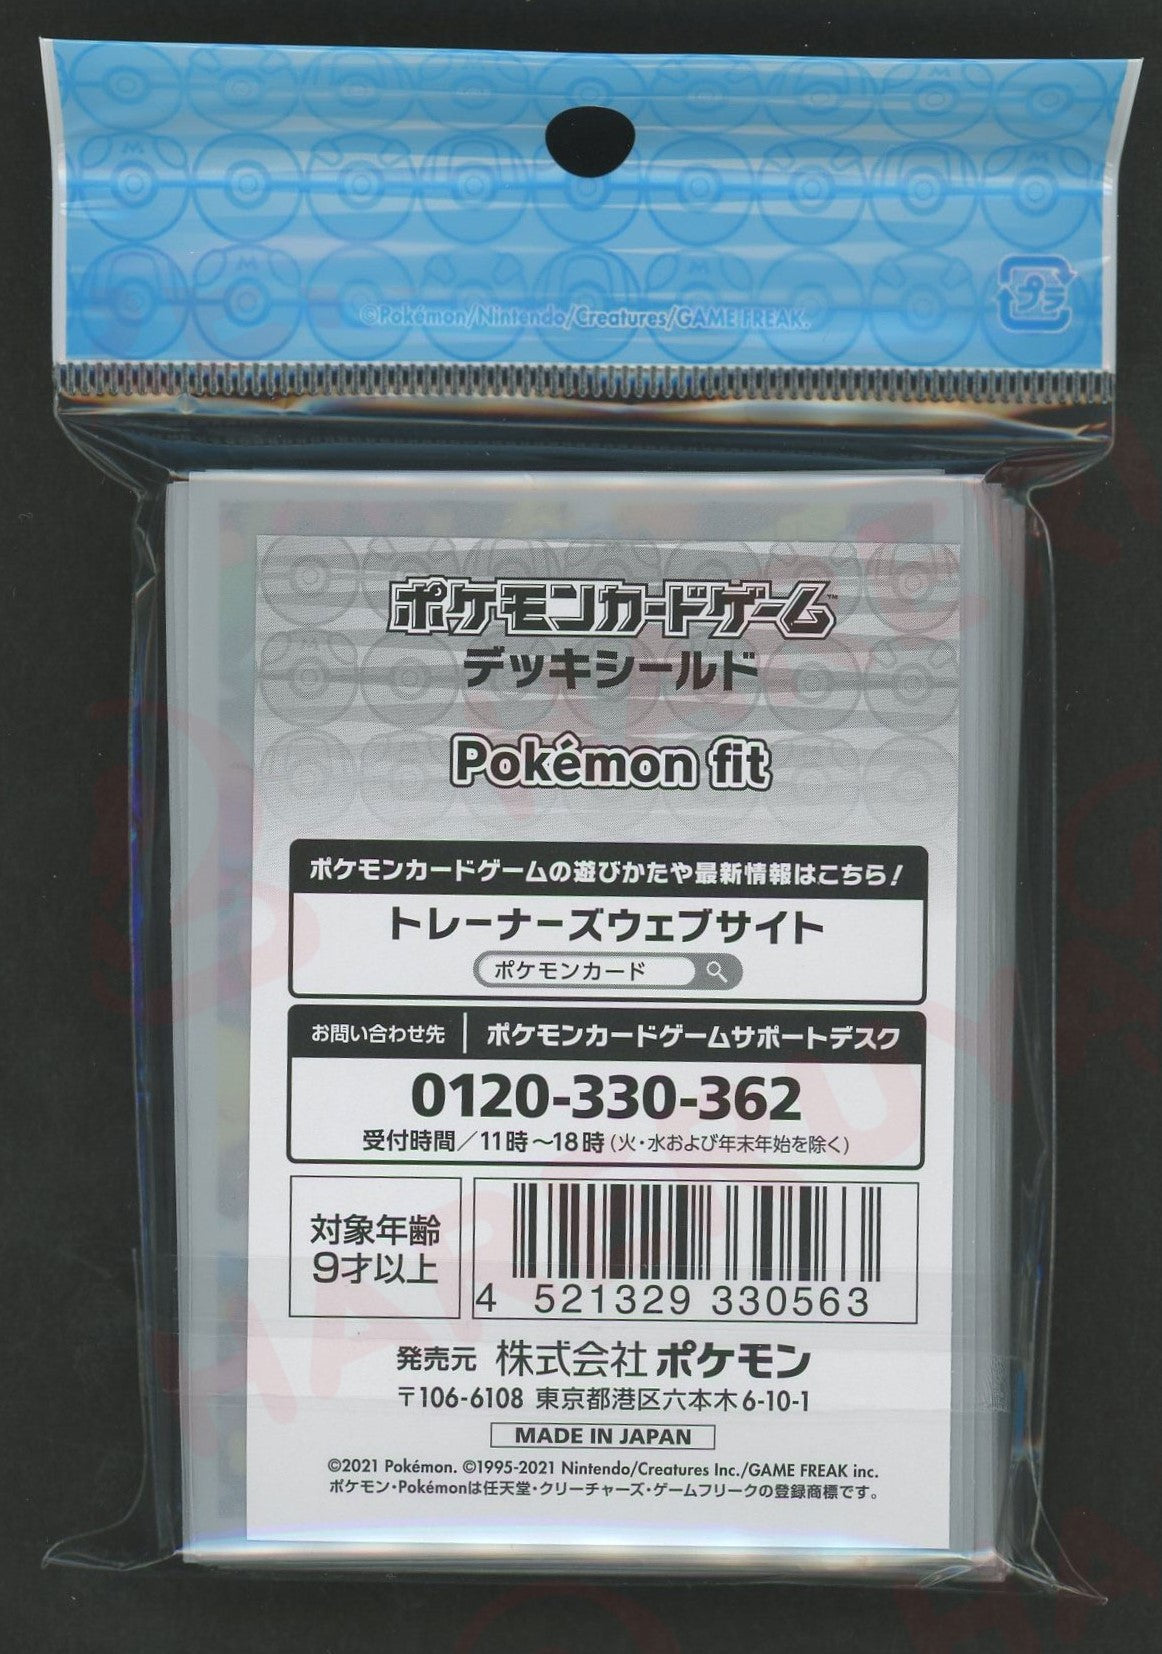 ©Pokémon/Nintendo/Creatures/GAME FREAK.
プラ
ポケモンカードゲーム™
デッキシールド
Pokémon fit
ポケモンカードゲームの遊びかたや最新情報はこちら!
トレーナーズウェブサイト
ポケモンカード
お問い合わせ先 ポケモンカードゲームサポートデスク
0120-330-362
受付時間/11時~18時(火・水および年末年始を除く)
対象年齢
9才以上
4 521329 330563
発売元 株式会社ポケモン
〒106-6108 東京都港区六本木6-10-1
MADE IN JAPAN
©2021 Pokémon. ©1995-2021 Nintendo/Creatures Inc./GAME FREAK inc.
ポケモン・Pokémonは任天堂・クリーチャーズ・ゲームフリークの登録商標です。